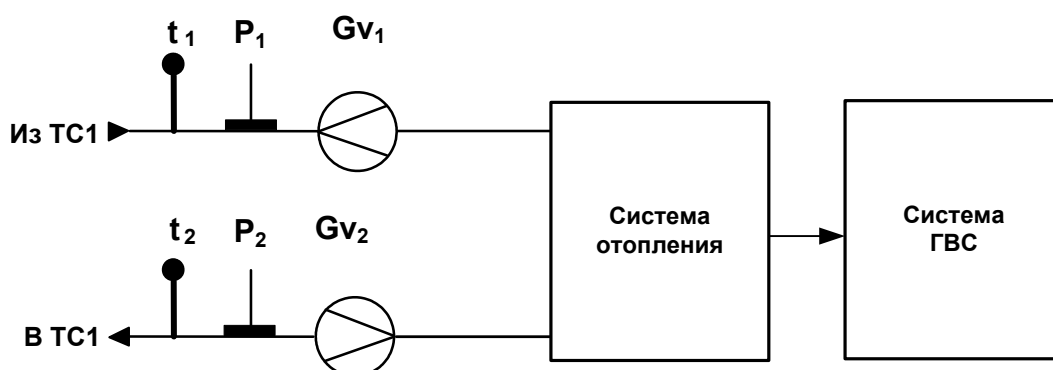 t 1 P1 Gv1
Из ТС1
Система
отопления
Система
ГВС
t 2 P2 Gv2
В ТС1